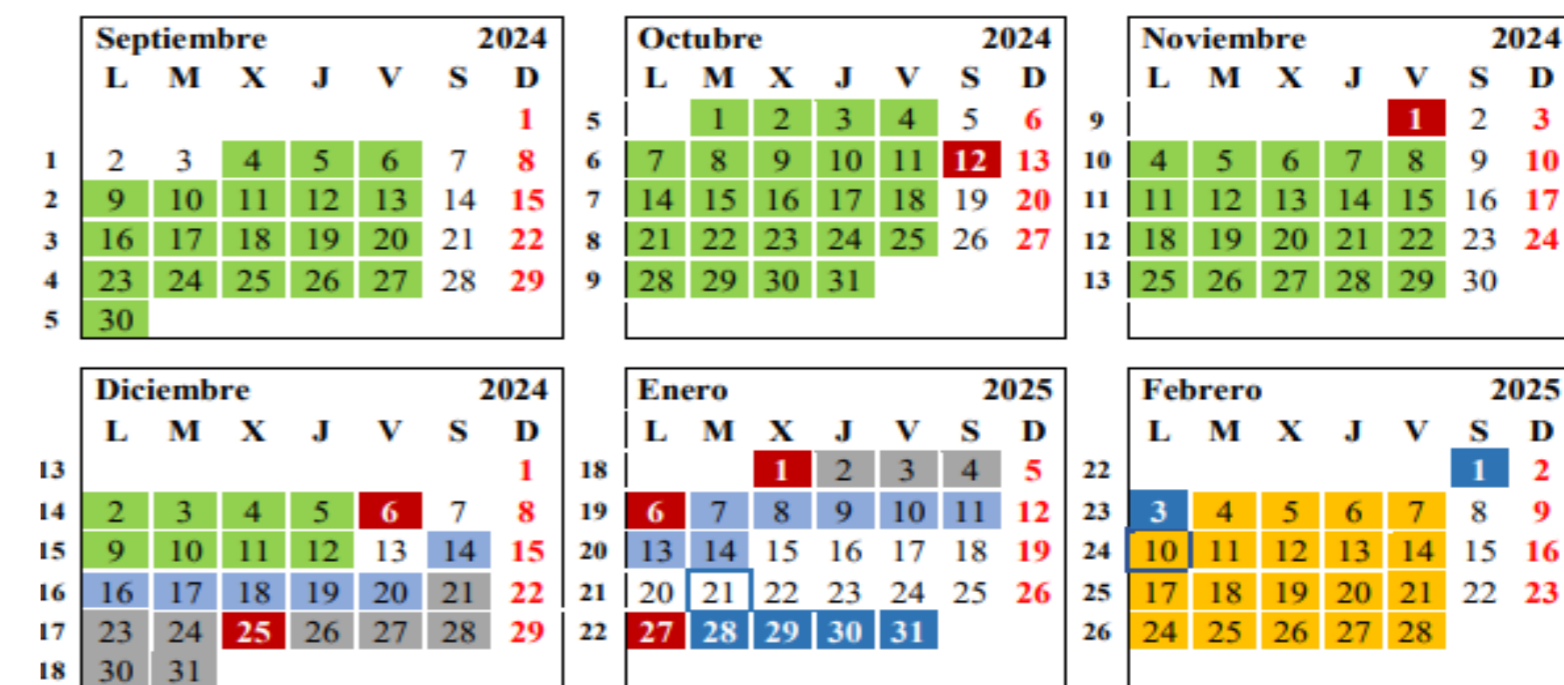 Septiembre 2024 Octubre 2024 Noviembre 2024
L M X J V S D L M X J V S D L M X J V S D
1 5 1 2 3 4 5 6 9 1 2 3
1 2 3 4 5 6 7 8 6 7 8 9 10 11 12 13 10 4 5 6 7 8 9 10
2 9 10 11 12 13 14 15 7 14 15 16 17 18 19 20 11 11 12 13 14 15 16 17
3 16 17 18 19 20 21 22 8 21 22 23 24 25 26 27 12 18 19 20 21 22 23 24
4 23 24 25 26 27 28 29 9 28 29 30 31 13 25 26 27 28 29 30
5 30
Diciembre 2024 Enero 2025 Febrero 2025
L M X J V S D L M X J V S D L M X J V S D
13 1 18 1 2 3 4 5 22 1 2
14 2 3 4 5 6 7 8 19 6 7 8 9 10 11 12 23 3 4 5 6 7 8 9
15 9 10 11 12 13 14 15 20 13 14 15 16 17 18 19 24 10 11 12 13 14 15 16
16 16 17 18 19 20 21 22 21 20 21 22 23 24 25 26 25 17 18 19 20 21 22 23
17 23 24 25 26 27 28 29 22 27 28 29 30 31 26 24 25 26 27 28
18 30 31